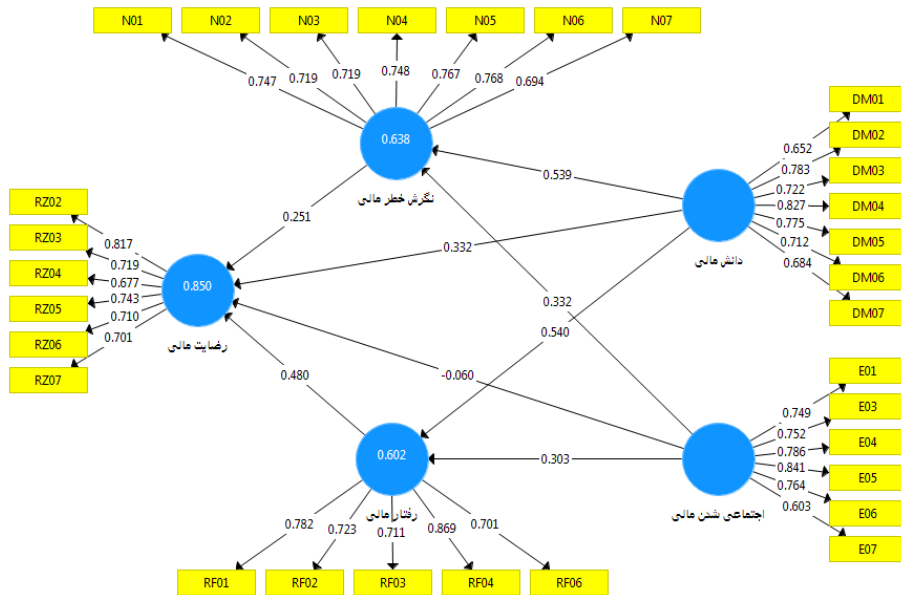 N01 N02 N03 N04 N05 N06 N07
0.747 0.719 0.719 0.748 0.767 0.768 0.694
0.638
نگرش خطر مالی
DM01
DM02
DM03
DM04
DM05
DM06
DM07
0.652
0.783
0.722
0.827
0.775
0.712
0.684
دانش مالی
0.539
0.251
0.332
0.332
0.540
RZ02
RZ03
RZ04
RZ05
RZ06
RZ07
0.817
0.719
0.677
0.743
0.710
0.701
0.850
رضایت مالی
-0.060
0.480
0.303
E01
E03
E04
E05
E06
E07
0.749
0.752
0.786
0.841
0.764
0.603
اجتماعی شدن مالی
0.602
رفتار مالی
0.782 0.723 0.711 0.869 0.701
RF01 RF02 RF03 RF04 RF06